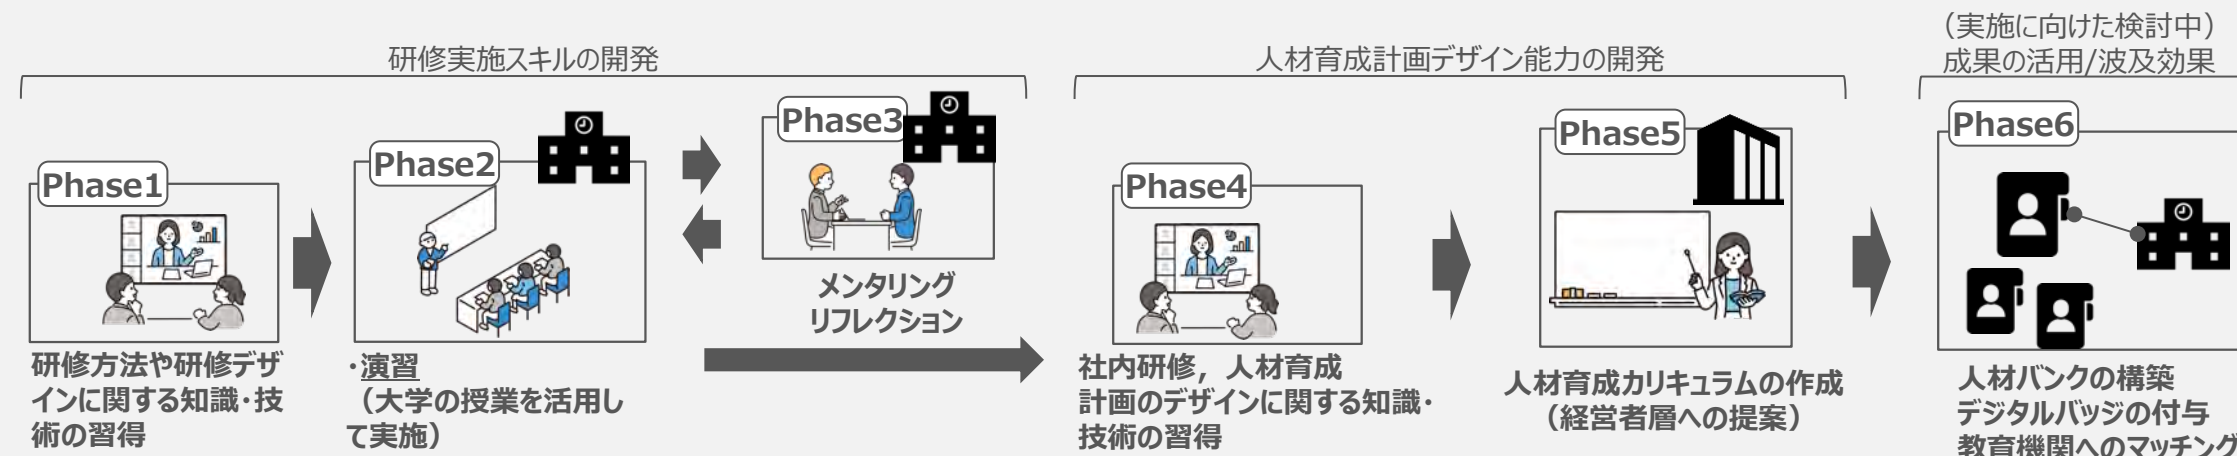 研修実施スキルの開発
人材育成計画デザイン能力の開発
（実施に向けた検討中）
成果の活用/波及効果
Phase1
研修方法や研修デザ
インに関する知識・技
術の習得
Phase2
・演習
（大学の授業を活用し
て実施）
Phase3
メンタリング
リフレクション
Phase4
社内研修，人材育成
計画のデザインに関する知識・
技術の習得
Phase5
人材育成カリキュラムの作成
（経営者層への提案）
Phase6
人材バンクの構築
デジタルバッジの付与
教育機関へのマッチング